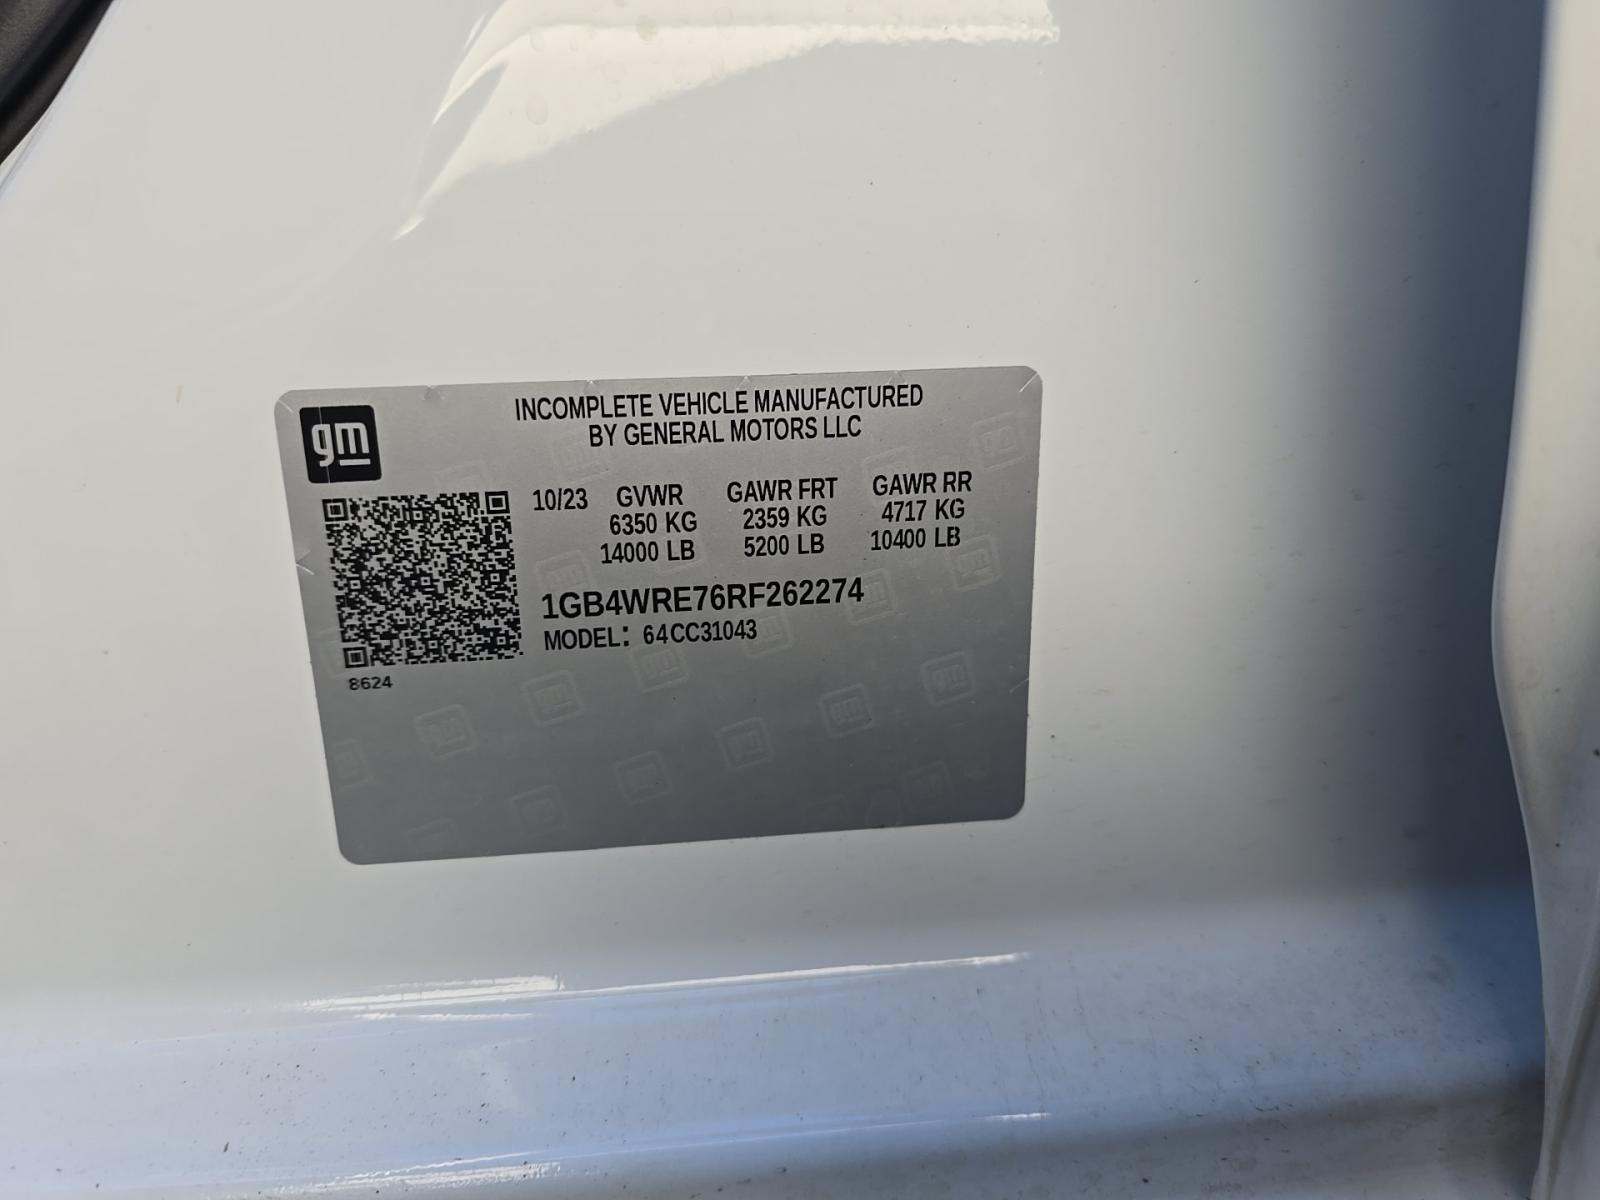 gm
INCOMPLETE VEHICLE MANUFACTURED
BY GENERAL MOTORS LLC
10/23 GVWR GAWR FRT GAWR RR
6350 KG 2359 KG 4717 KG
14000 LB 5200 LB 10400 LB
1GB4WRE76RF262274
MODEL: 64CC31043
8624